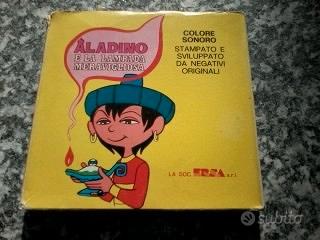 ALADINO
E LA LAMPADA
MERAVIGLIOSA
COLORE
SONORO
STAMPATO E
SVILUPPATO
DA NEGATIVI
ORIGINALI
LA SOC. ERSA s.r.l.
subito